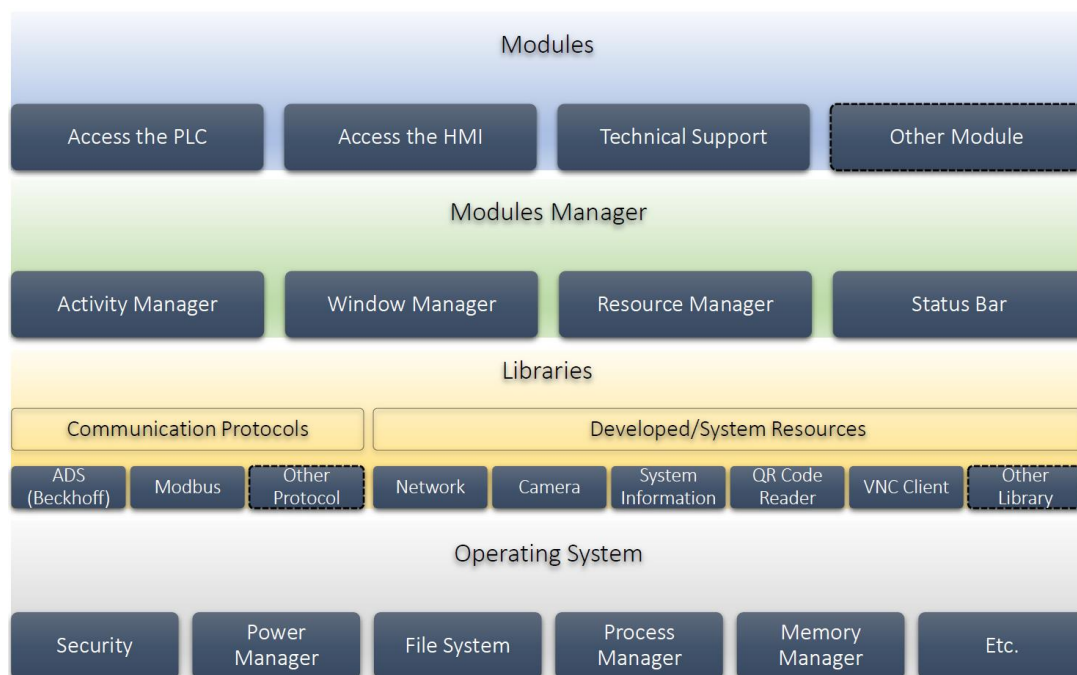 Modules
Access the PLC
Access the HMI
Technical Support
Other Module
Modules Manager
Activity Manager
Window Manager
Resource Manager
Status Bar
Libraries
Communication Protocols
Developed/System Resources
ADS
(Beckhoff)
Modbus
Other
Protocol
Network
Camera
System
Information
QR Code
Reader
VNC Client
Other
Library
Operating System
Security
Power
Manager
File System
Process
Manager
Memory
Manager
Etc.